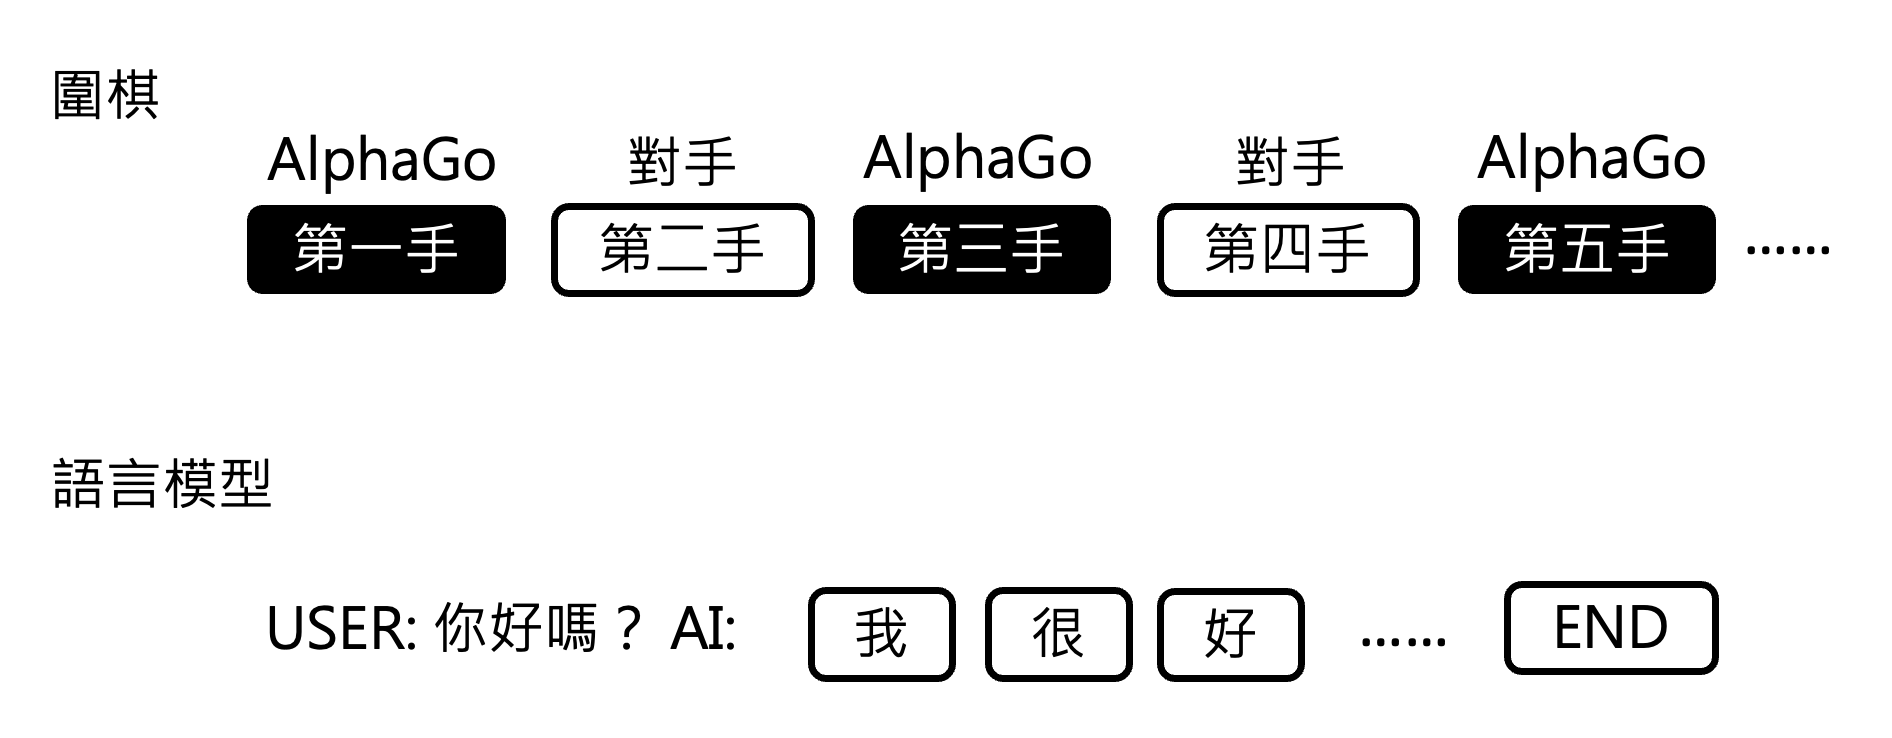 圍棋
AlphaGo 對手 AlphaGo 對手 AlphaGo
第一手 第二手 第三手 第四手 第五手 ……
語言模型
USER: 你好嗎？ AI: 我 很 好 …… END